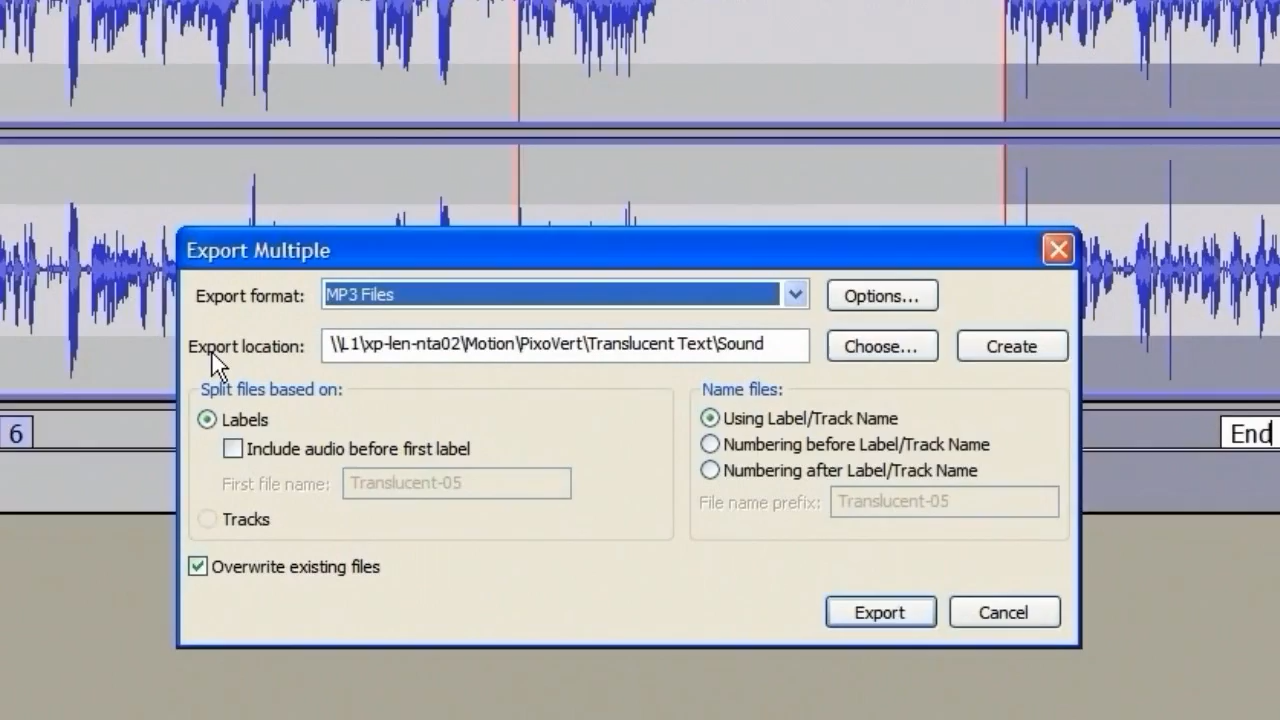 Export Multiple
Export format: MP3 Files Options...
Export location: \\L1\xp-len-nta02\Motion\PixoVert\Translucent Text\Sound Choose... Create
Split files based on:
Labels
Include audio before first label
First file name: Translucent-05
Tracks
Name files:
Using Label/Track Name
Numbering before Label/Track Name
Numbering after Label/Track Name
File name prefix: Translucent-05
Overwrite existing files
Export Cancel
6
End